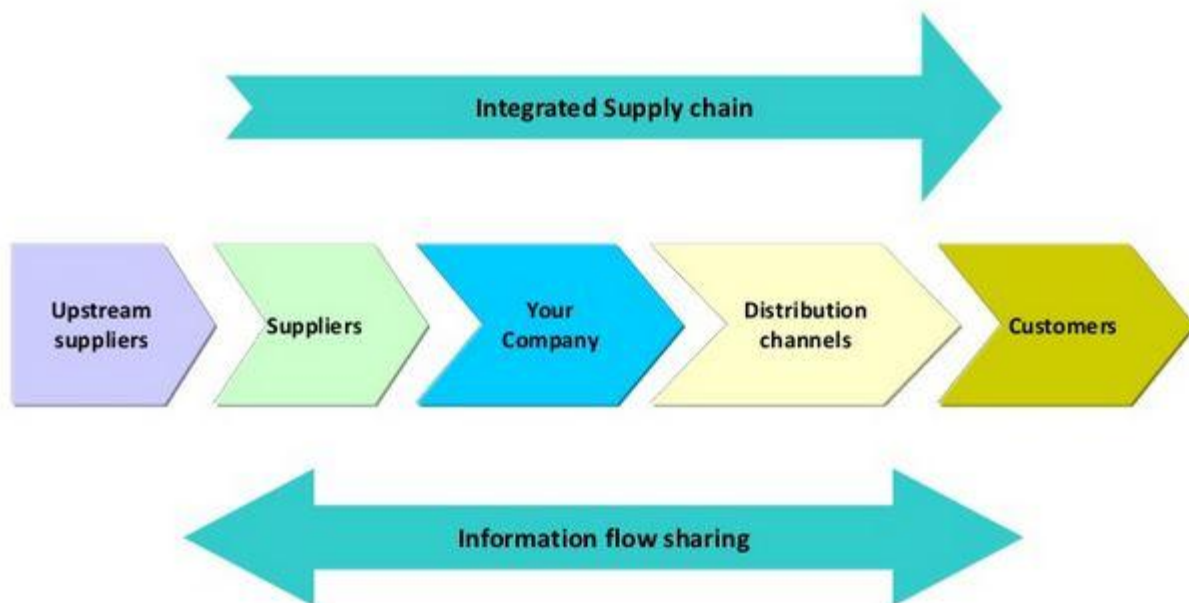 Integrated Supply chain
Upstream
suppliers
Suppliers
Your
Company
Distribution
channels
Customers
Information flow sharing